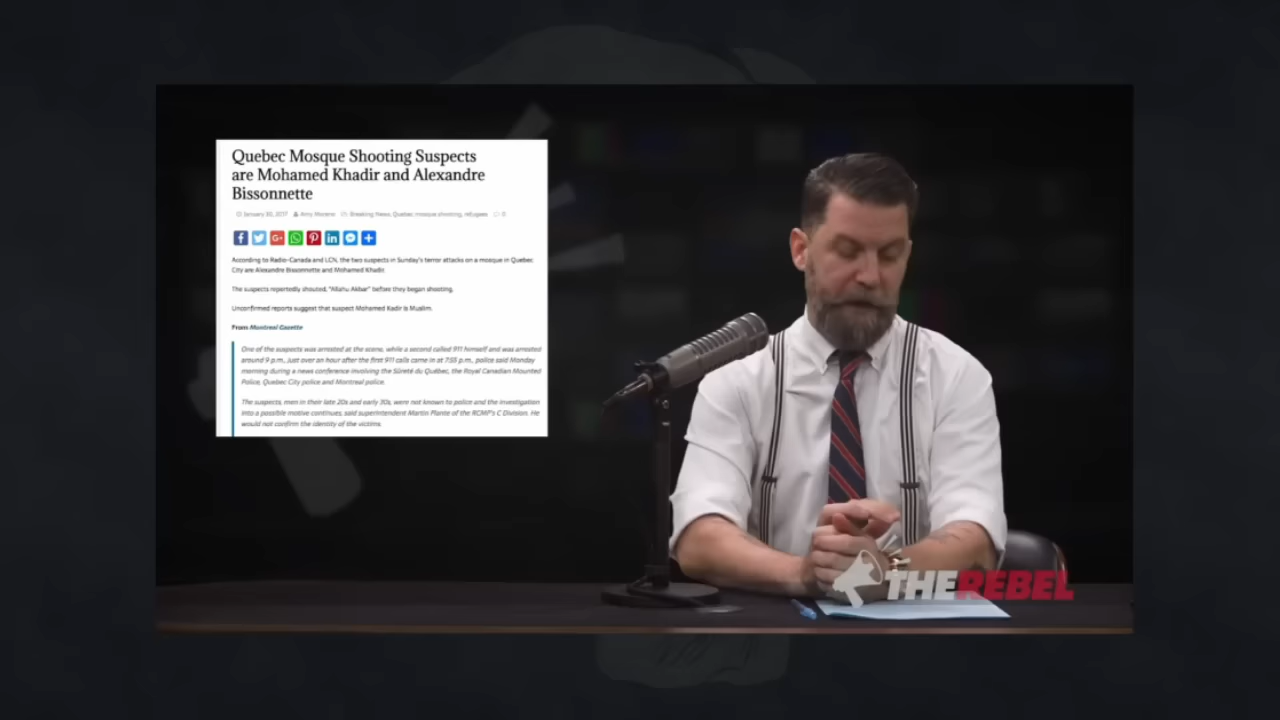 Quebec Mosque Shooting Suspects
are Mohamed Khadir and Alexandre
Bissonnette
January 30, 2017 Amy Moreno Breaking News, Quebec mosque shooting, refugees 0
According to Radio-Canada and LCN, the two suspects in Sunday's terror attacks on a mosque in Quebec
City are Alexandre Bissonnette and Mohamed Khadir.
The suspects reportedly shouted, "Allahu Akbar" before they began shooting.
Unconfirmed reports suggest that suspect Mohamed Kadir is Muslim.
From Montreal Gazette
One of the suspects was arrested at the scene, while a second called 911 himself and was arrested
around 9 p.m., just over an hour after the first 911 calls came in at 7:55 p.m., police said Monday
morning during a news conference involving the Sûreté du Québec, the Royal Canadian Mounted
Police, Quebec City police and Montreal police.
The suspects, men in their late 20s and early 30s, were not known to police and the investigation
into a possible motive continues, said superintendent Martin Plante of the RCMP's C Division. He
would not confirm the identity of the victims.
THEREBEL